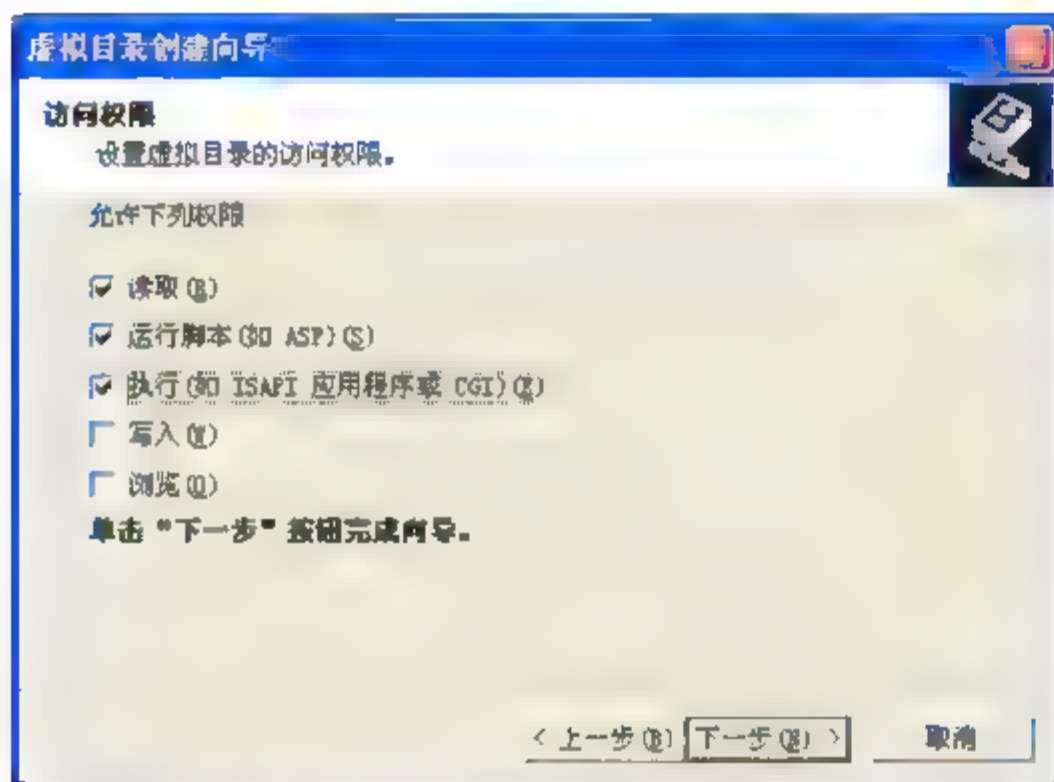 虚拟目录创建向导
访问权限
设置虚拟目录的访问权限。
允许下列权限
读取(R)
运行脚本(如 ASP)(S)
执行(如 ISAPI 应用程序或 CGI)(E)
写入(W)
浏览(O)
单击“下一步”按钮完成向导。
< 上一步(B) 下一步(N) > 取消